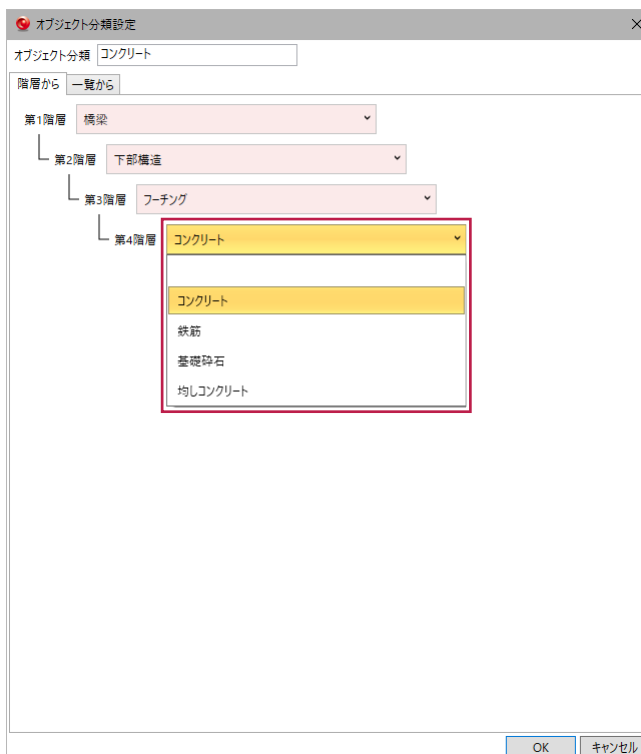 オブジェクト分類設定
オブジェクト分類 コンクリート
階層から 一覧から
第1階層 橋梁
第2階層 下部構造
第3階層 フーチング
第4階層 コンクリート
コンクリート
鉄筋
基礎砕石
均しコンクリート
OK キャンセル